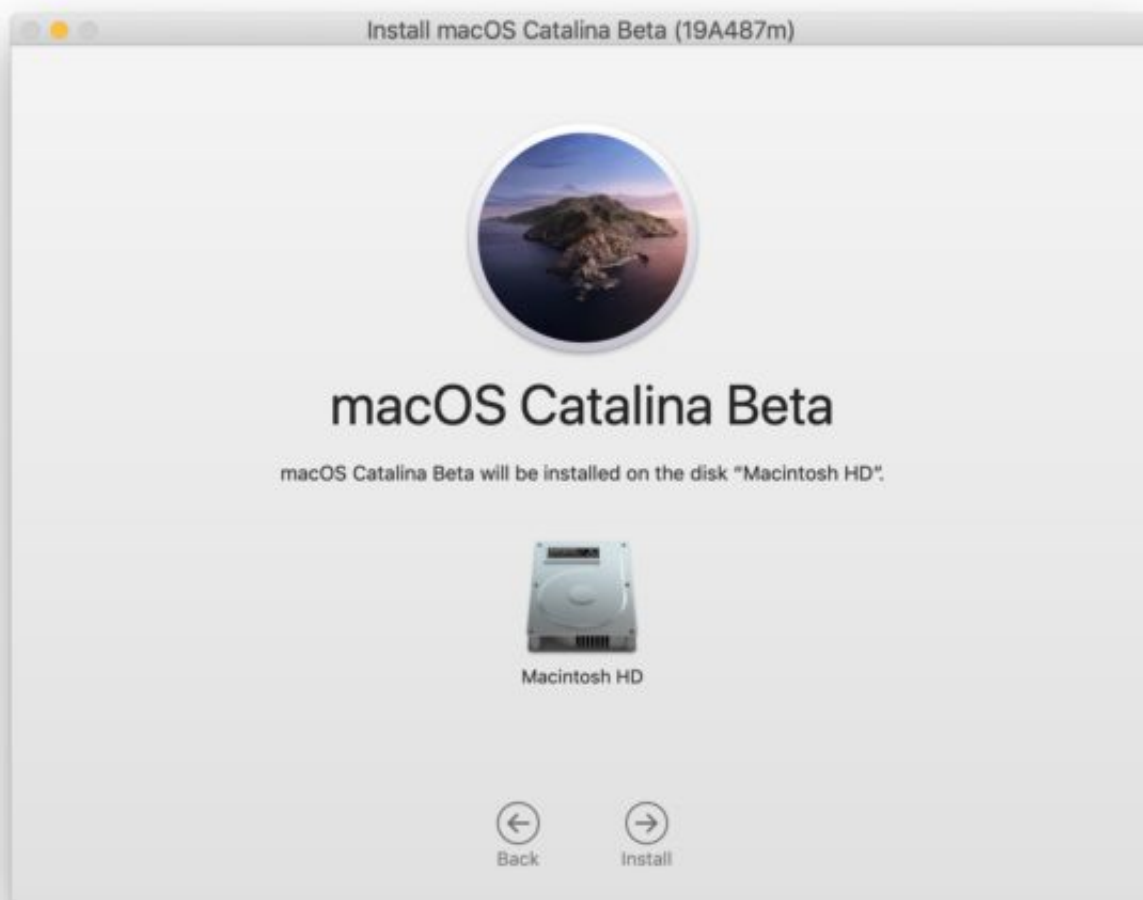 Install macOS Catalina Beta (19A487m)
macOS Catalina Beta
macOS Catalina Beta will be installed on the disk “Macintosh HD”.
Macintosh HD
Back
Install